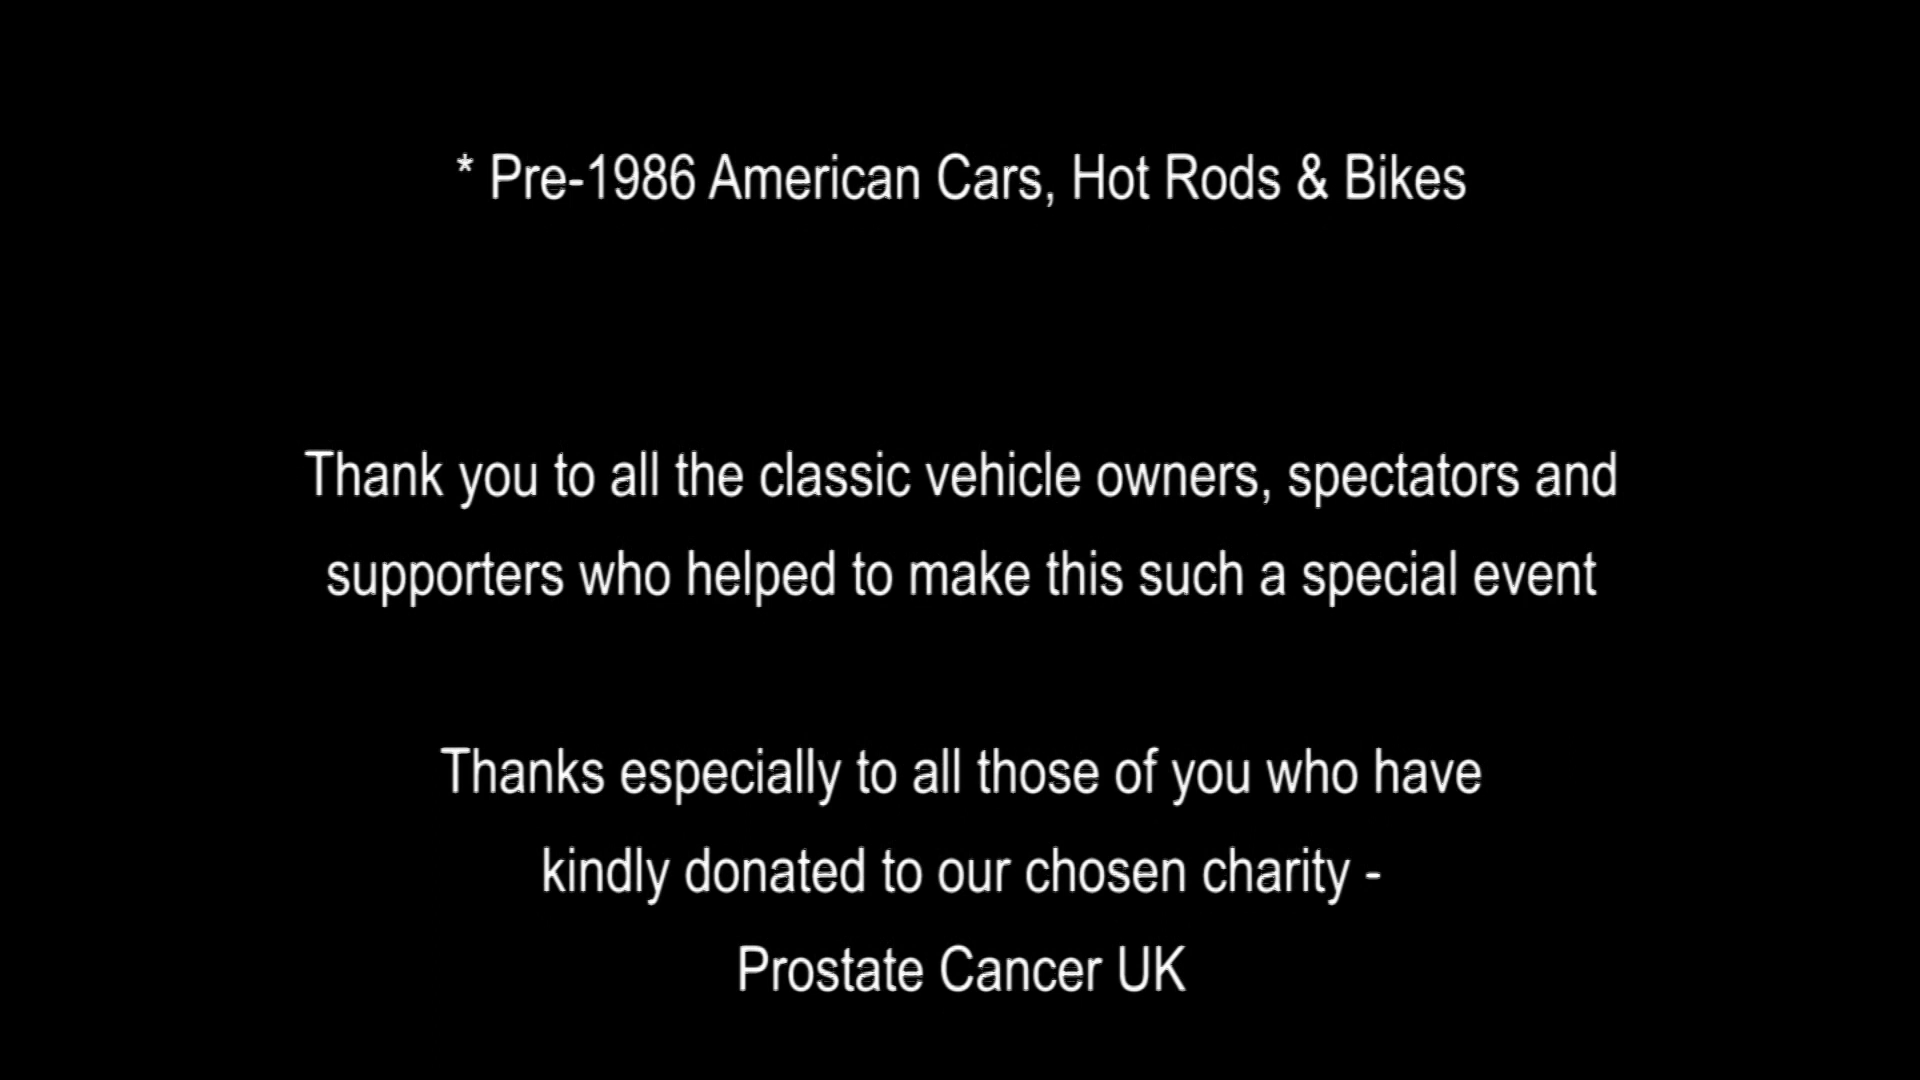 * Pre-1986 American Cars, Hot Rods & Bikes
Thank you to all the classic vehicle owners, spectators and
supporters who helped to make this such a special event
Thanks especially to all those of you who have
kindly donated to our chosen charity -
Prostate Cancer UK